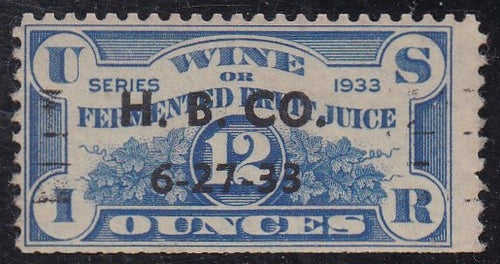 U S
WINE
OR
SERIES 1933
FERMENTED FRUIT JUICE
H. B. CO.
12
6-27-33
I R
OUNCES